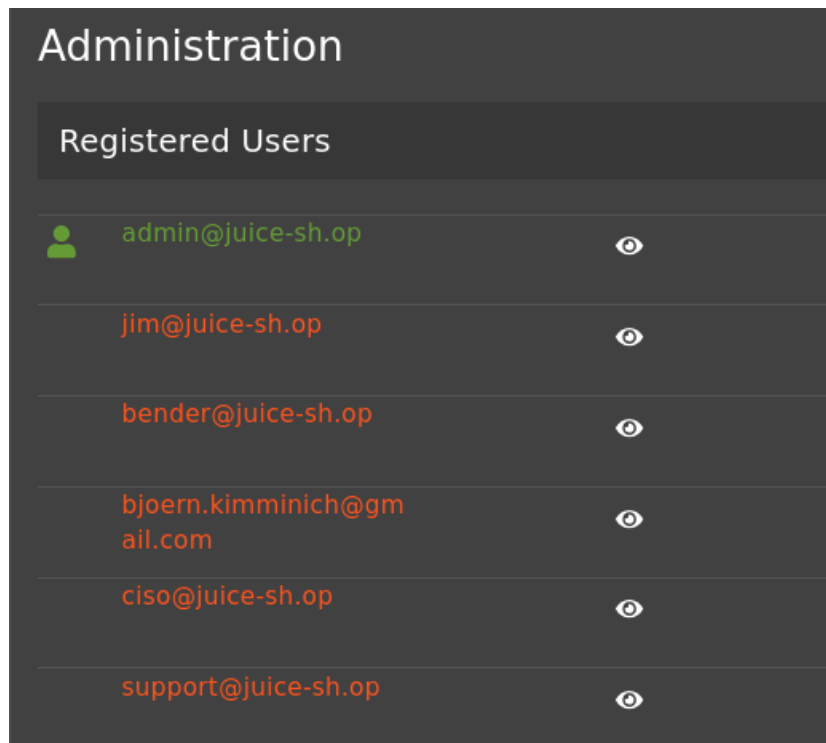 Administration
Registered Users
admin@juice-sh.op
jim@juice-sh.op
bender@juice-sh.op
bjoern.kimminich@gm
ail.com
ciso@juice-sh.op
support@juice-sh.op